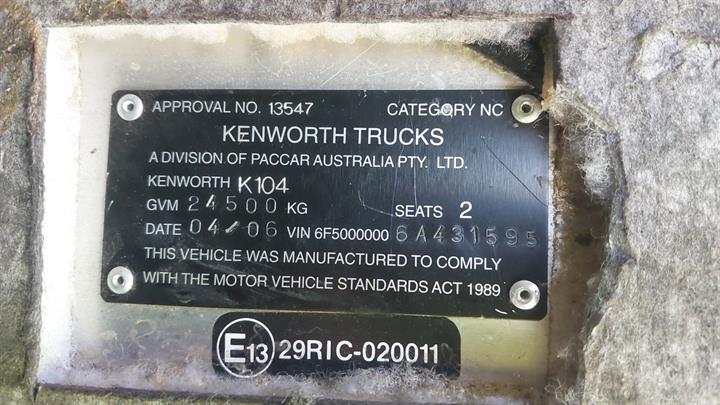 APPROVAL NO. 13547 CATEGORY NC
KENWORTH TRUCKS
A DIVISION OF PACCAR AUSTRALIA PTY. LTD.
KENWORTH K104
GVM 24500 KG SEATS 2
DATE 04/06 VIN 6F5000000 6A431595
THIS VEHICLE WAS MANUFACTURED TO COMPLY
WITH THE MOTOR VEHICLE STANDARDS ACT 1989
E13 29RIC-020011